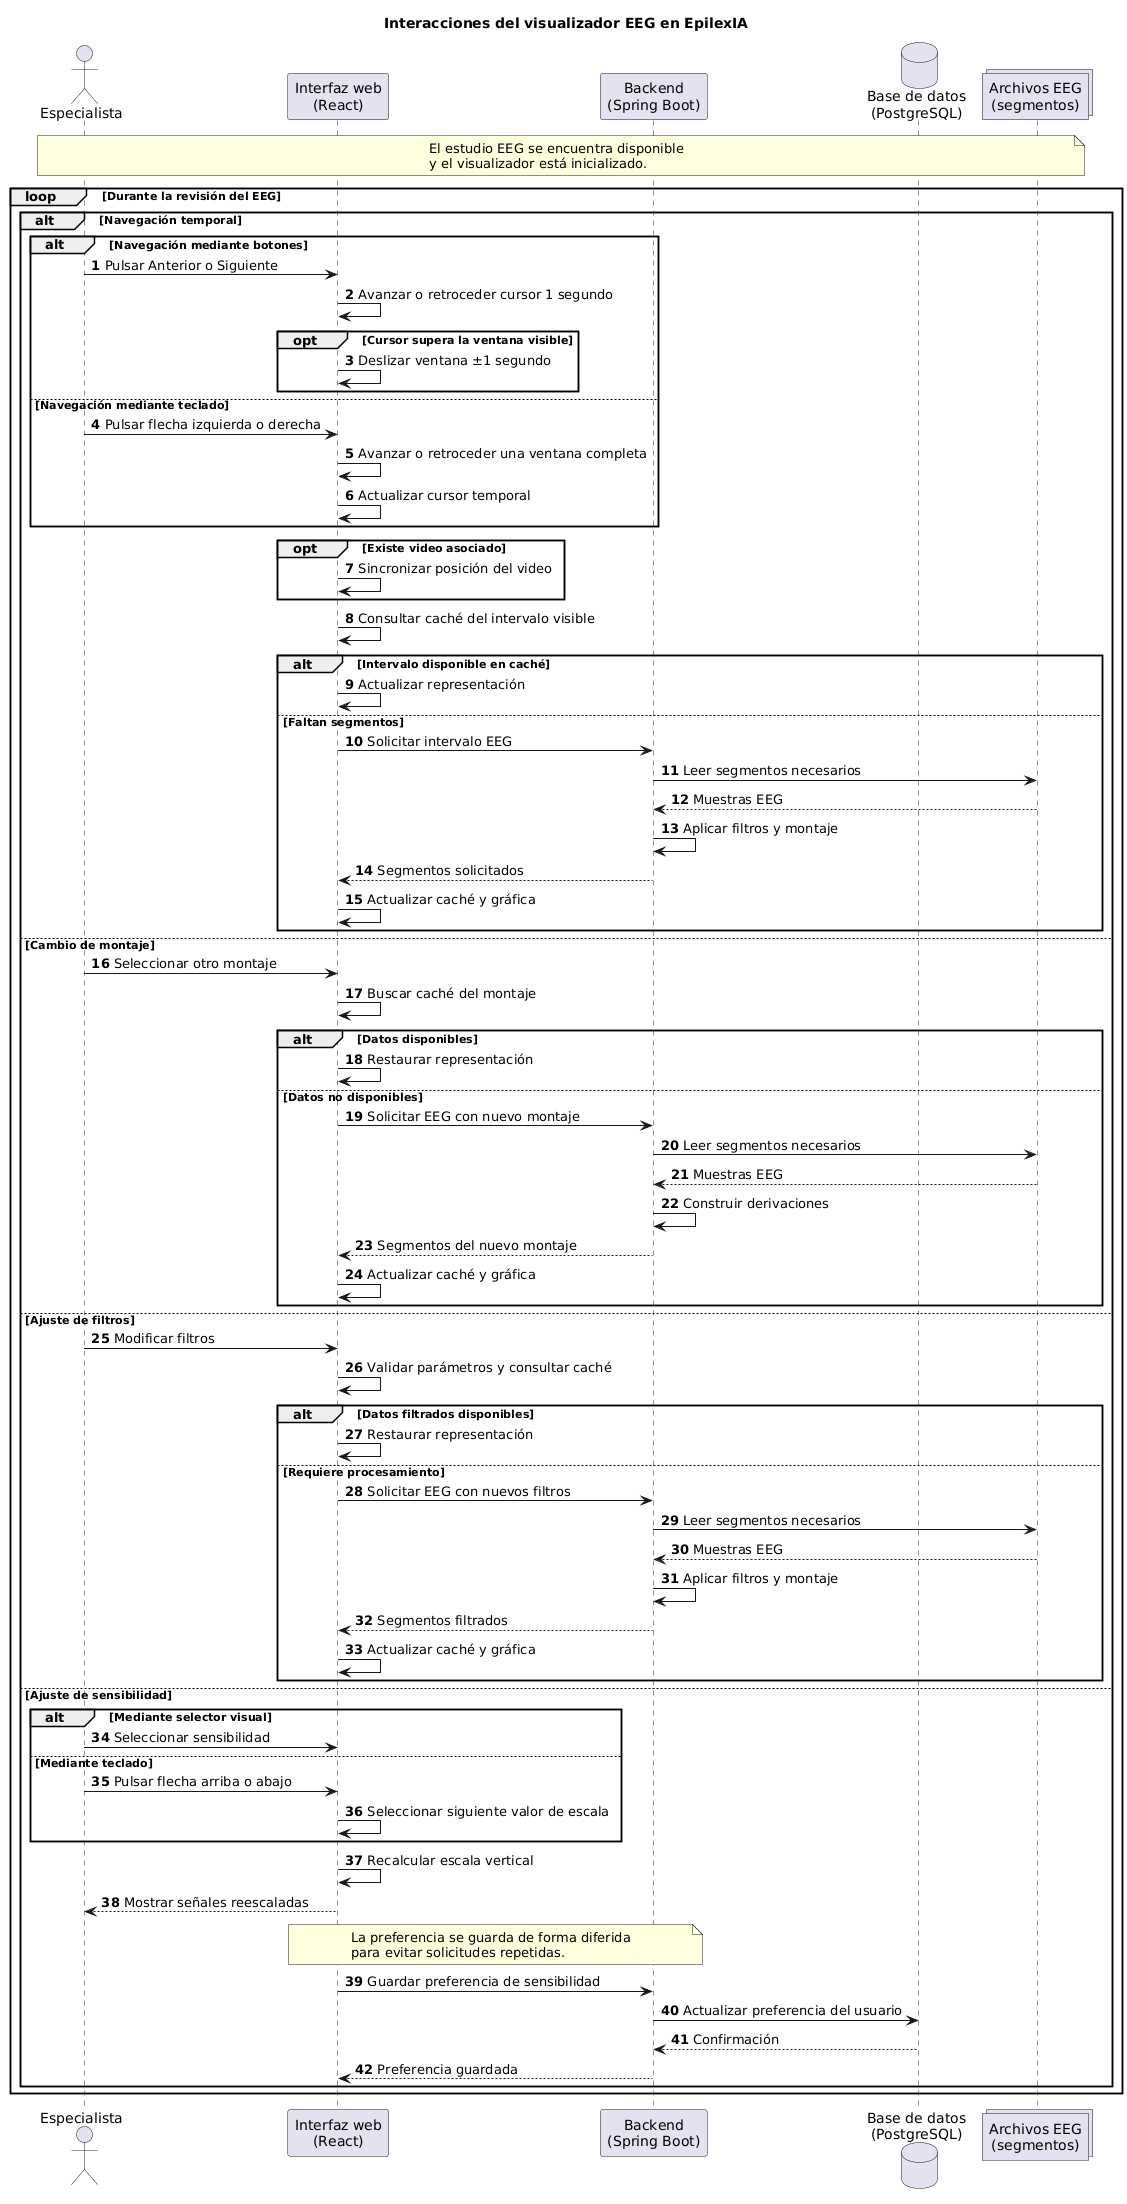 Interacciones del visualizador EEG en EpilexIA
Especialista
Interfaz web
(React)
Backend
(Spring Boot)
Base de datos
(PostgreSQL)
Archivos EEG
(segmentos)
El estudio EEG se encuentra disponible
y el visualizador está inicializado.
loop [Durante la revisión del EEG]
alt [Navegación temporal]
alt [Navegación mediante botones]
1 Pulsar Anterior o Siguiente
2 Avanzar o retroceder cursor 1 segundo
opt [Cursor supera la ventana visible]
3 Deslizar ventana ±1 segundo
[Navegación mediante teclado]
4 Pulsar flecha izquierda o derecha
5 Avanzar o retroceder una ventana completa
6 Actualizar cursor temporal
opt [Existe video asociado]
7 Sincronizar posición del video
8 Consultar caché del intervalo visible
alt [Intervalo disponible en caché]
9 Actualizar representación
[Faltan segmentos]
10 Solicitar intervalo EEG
11 Leer segmentos necesarios
12 Muestras EEG
13 Aplicar filtros y montaje
14 Segmentos solicitados
15 Actualizar caché y gráfica
[Cambio de montaje]
16 Seleccionar otro montaje
17 Buscar caché del montaje
alt [Datos disponibles]
18 Restaurar representación
[Datos no disponibles]
19 Solicitar EEG con nuevo montaje
20 Leer segmentos necesarios
21 Muestras EEG
22 Construir derivaciones
23 Segmentos del nuevo montaje
24 Actualizar caché y gráfica
[Ajuste de filtros]
25 Modificar filtros
26 Validar parámetros y consultar caché
alt [Datos filtrados disponibles]
27 Restaurar representación
[Requiere procesamiento]
28 Solicitar EEG con nuevos filtros
29 Leer segmentos necesarios
30 Muestras EEG
31 Aplicar filtros y montaje
32 Segmentos filtrados
33 Actualizar caché y gráfica
[Ajuste de sensibilidad]
alt [Mediante selector visual]
34 Seleccionar sensibilidad
[Mediante teclado]
35 Pulsar flecha arriba o abajo
36 Seleccionar siguiente valor de escala
37 Recalcular escala vertical
38 Mostrar señales reescaladas
La preferencia se guarda de forma diferida
para evitar solicitudes repetidas.
39 Guardar preferencia de sensibilidad
40 Actualizar preferencia del usuario
41 Confirmación
42 Preferencia guardada
Especialista
Interfaz web
(React)
Backend
(Spring Boot)
Base de datos
(PostgreSQL)
Archivos EEG
(segmentos)